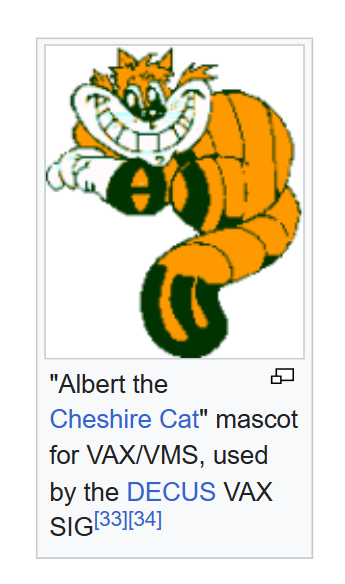 "Albert the
Cheshire Cat" mascot
for VAX/VMS, used
by the DECUS VAX
SIG[33][34]